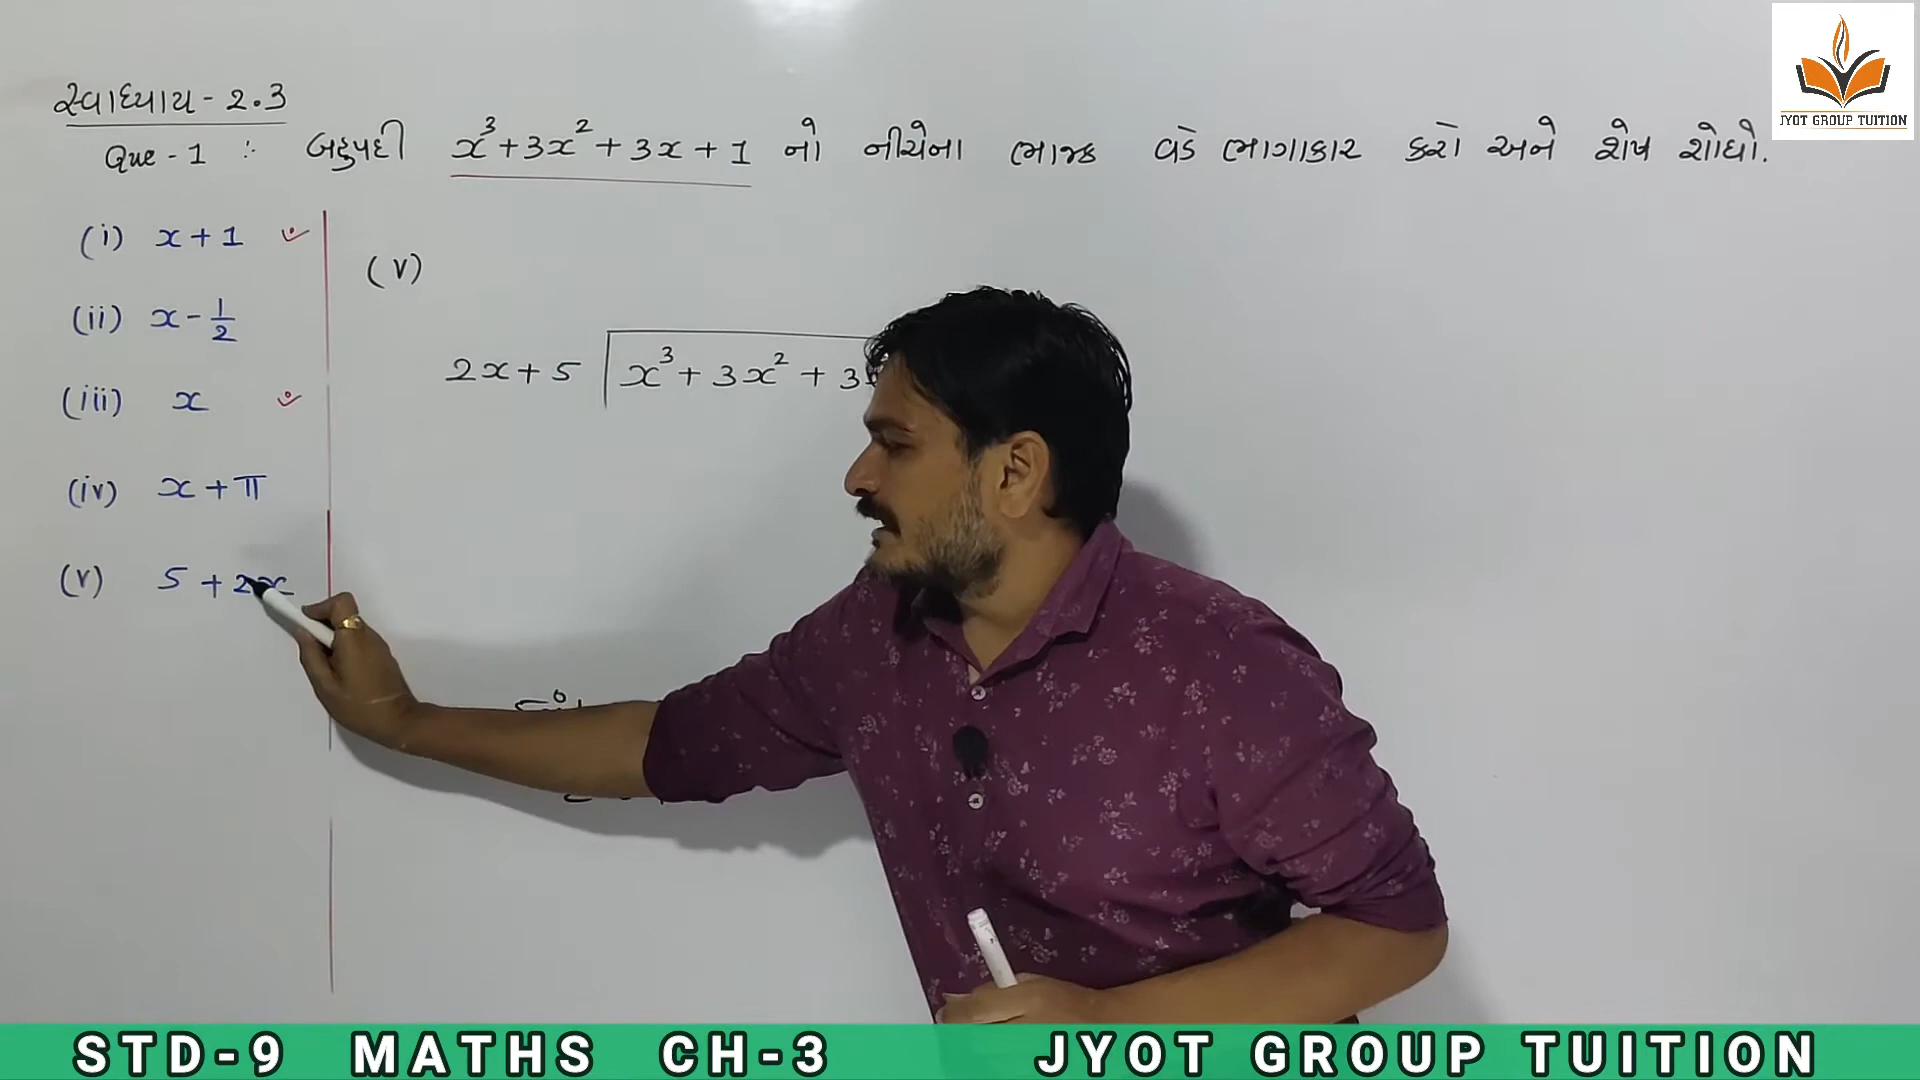 સ્વાધ્યાય - 2.3
Que - 1 :- બહુપદી x³ + 3x² + 3x + 1 નો નીચેના ભાજક વડે ભાગાકાર કરો અને શેષ શોધો.
(i) x + 1
(ii) x - 1/2
(iii) x
(iv) x + π
(v) 5 + 2x
(v)
2x + 5 x³ + 3x² + 3
JYOT GROUP TUITION
STD-9 MATHS CH-3 JYOT GROUP TUITION